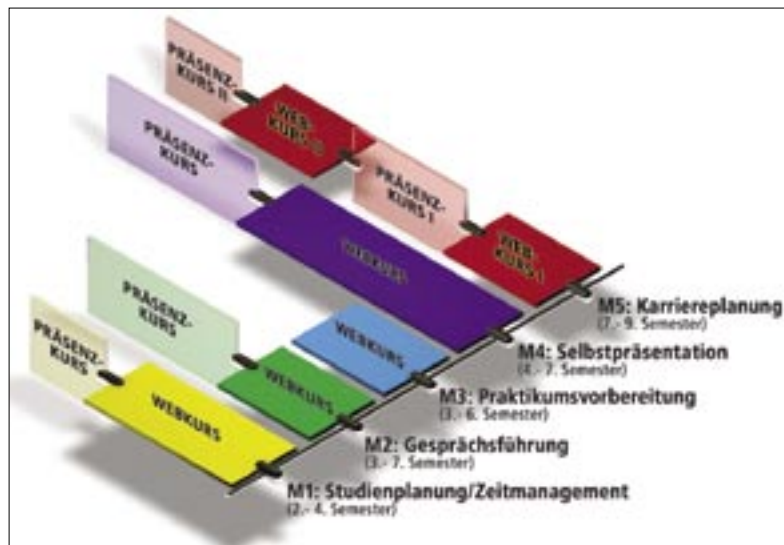 PRÄSENZ-
KURS II
WEB-
KURS II
PRÄSENZ-
KURS I
WEB-
KURS I
M5: Karriereplanung
(7.- 9. Semester)
PRÄSENZ-
KURS
WEBKURS
M4: Selbstpräsentation
(4.- 7. Semester)
WEBKURS
M3: Praktikumsvorbereitung
(3.- 6. Semester)
PRÄSENZ-
KURS
WEBKURS
M2: Gesprächsführung
(3.- 7. Semester)
PRÄSENZ-
KURS
WEBKURS
M1: Studienplanung/Zeitmanagement
(2.- 4. Semester)